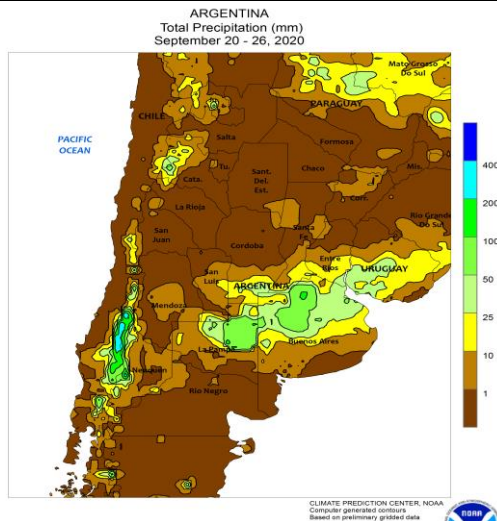 ARGENTINA
Total Precipitation (mm)
September 20 - 26, 2020
Mato Grosso
Do Sul
PARAGUAY
CHILE
PACIFIC
OCEAN
Salta
Formosa
Tu.
Sant.
Del.
Est.
Chaco
Mis.
Cata.
Corr.
La Rioja
Rio Grande
Do Sul
San
Juan
Santa
Fe
Cordoba
Entre
Rios
URUGUAY
San
Luis
ARGENTINA
Mendoza
Buenos Aires
La Pampa
Neuquen
Rio Negro
400
200
100
50
25
10
1
CLIMATE PREDICTION CENTER, NOAA
Computer generated contours
Based on preliminary gridded data
NOAA